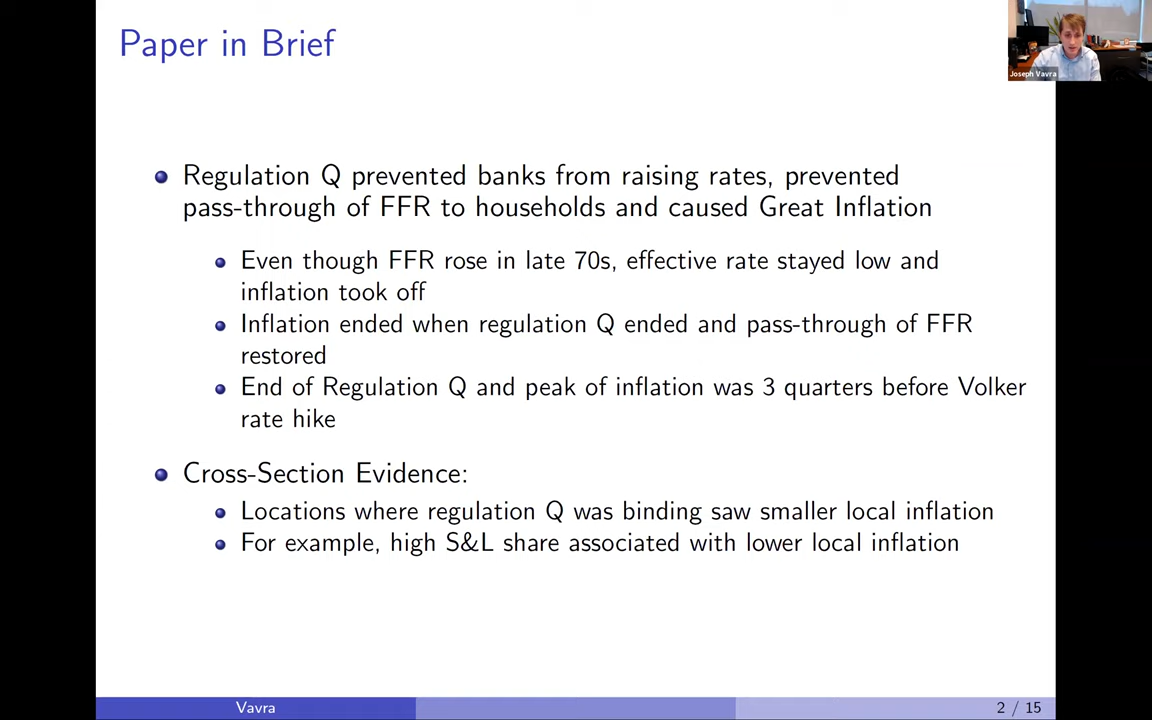 Paper in Brief
Joseph Vavra
Regulation Q prevented banks from raising rates, prevented
pass-through of FFR to households and caused Great Inflation
Even though FFR rose in late 70s, effective rate stayed low and
inflation took off
Inflation ended when regulation Q ended and pass-through of FFR
restored
End of Regulation Q and peak of inflation was 3 quarters before Volker
rate hike
Cross-Section Evidence:
Locations where regulation Q was binding saw smaller local inflation
For example, high S&L share associated with lower local inflation
Vavra
2 / 15